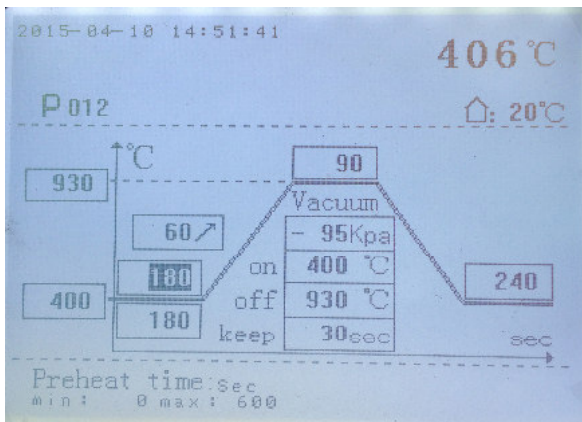 2015-04-10 14:51:41
406℃
P 012
: 20℃
℃
90
930
Vacuum
60↗
- 95Kpa
180
on 400 ℃
240
400
off 930 ℃
180
keep 30sec
sec
Preheat time:sec
min: 0 max: 600